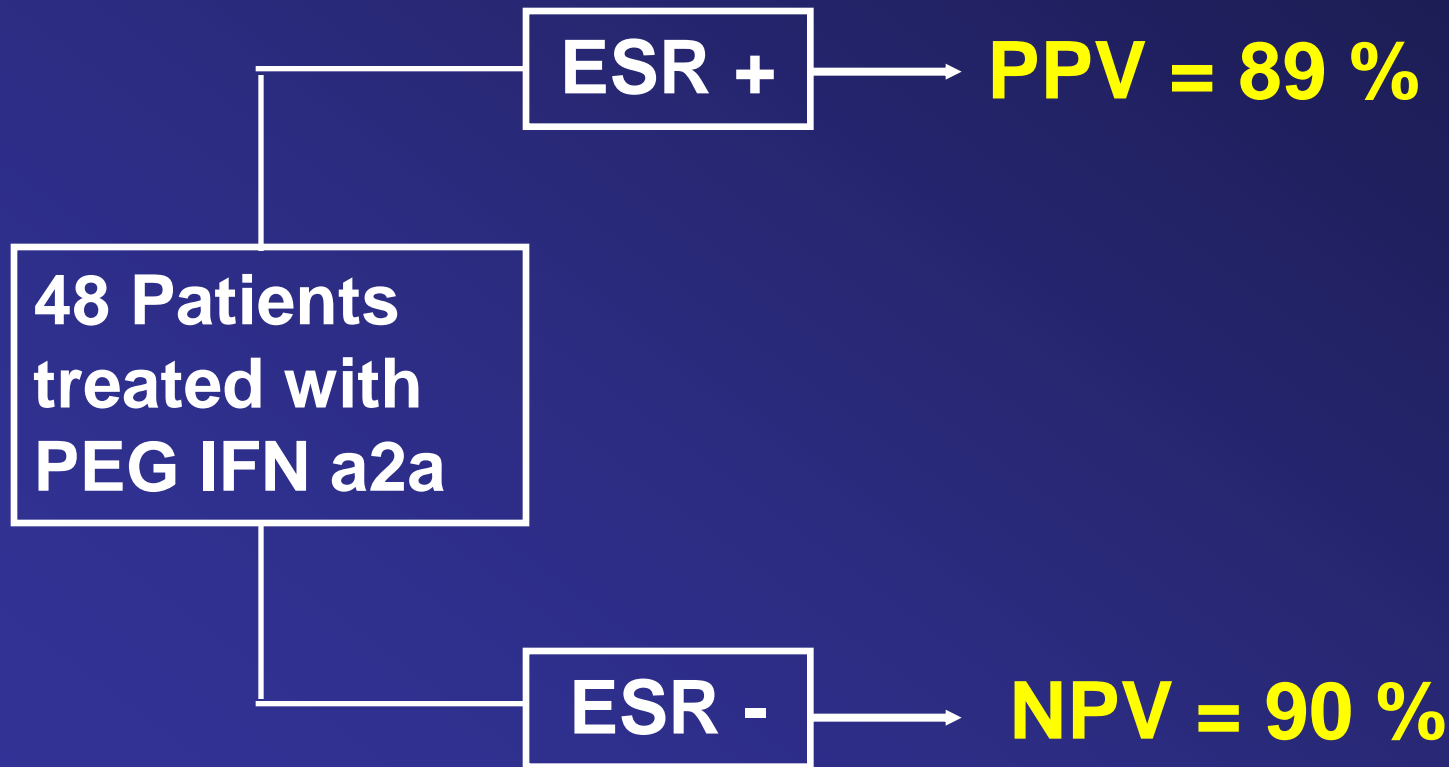 ESR +
PPV = 89 %
48 Patients
treated with
PEG IFN a2a
ESR -
NPV = 90 %